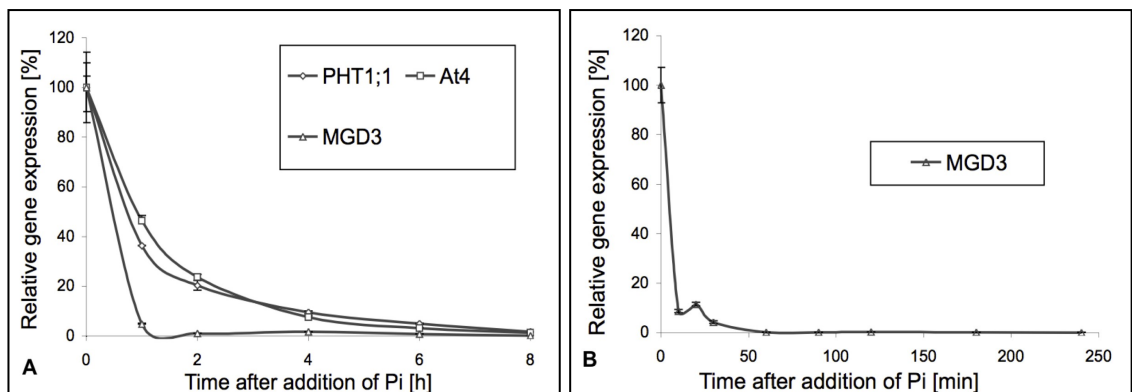 120
100
80
60
40
20
0
Relative gene expression [%]
PHT1;1 At4
MGD3
0 2 4 6 8
A Time after addition of Pi [h]
120
100
80
60
40
20
0
Relative gene expression [%]
MGD3
0 50 100 150 200 250
B Time after addition of Pi [min]